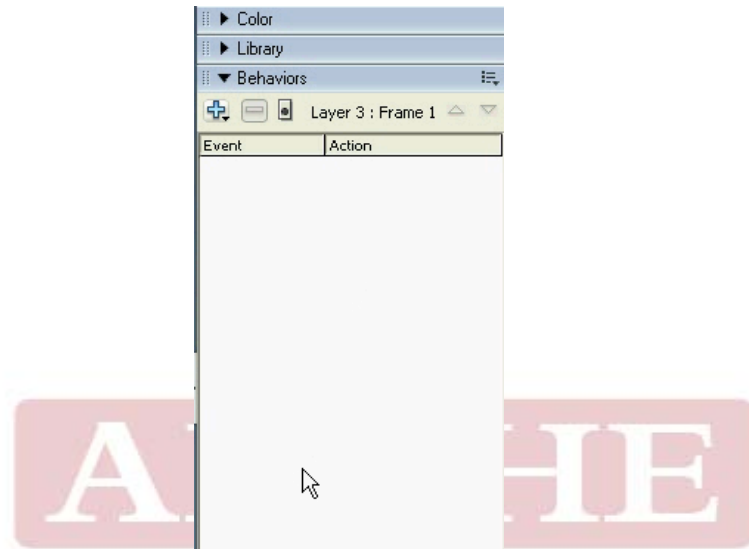 Color
Library
Behaviors
Layer 3 : Frame 1
Event Action